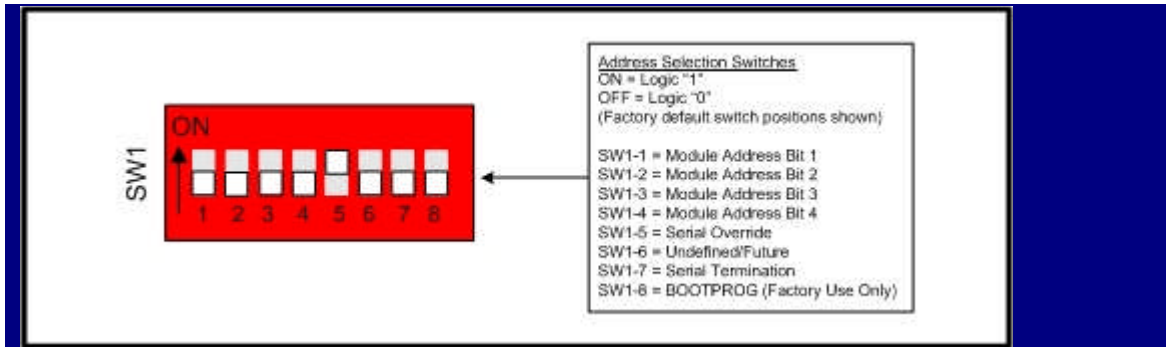 SW1
ON
1 2 3 4 5 6 7 8
Address Selection Switches
ON = Logic "1"
OFF = Logic "0"
(Factory default switch positions shown)
SW1-1 = Module Address Bit 1
SW1-2 = Module Address Bit 2
SW1-3 = Module Address Bit 3
SW1-4 = Module Address Bit 4
SW1-5 = Serial Override
SW1-6 = Undefined/Future
SW1-7 = Serial Termination
SW1-8 = BOOTPROG (Factory Use Only)